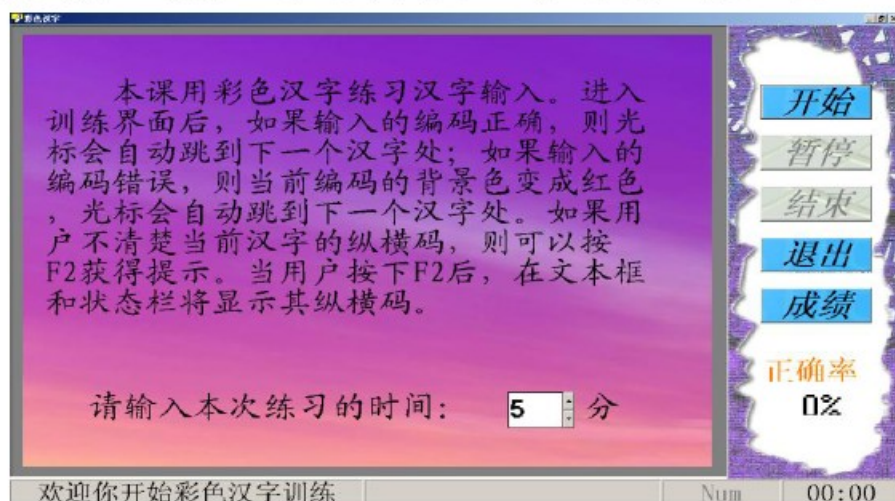 彩色汉字
本课用彩色汉字练习汉字输入。进入
训练界面后，如果输入的编码正确，则光
标会自动跳到下一个汉字处；如果输入的
编码错误，则当前编码的背景色变成红色
，光标会自动跳到下一个汉字处。如果用
户不清楚当前汉字的纵横码，则可以按
F2获得提示。当用户按下F2后，在文本框
和状态栏将显示其纵横码。
请输入本次练习的时间： 5 分
开始
暂停
结束
退出
成绩
正确率
0%
欢迎你开始彩色汉字训练 Num 00:00